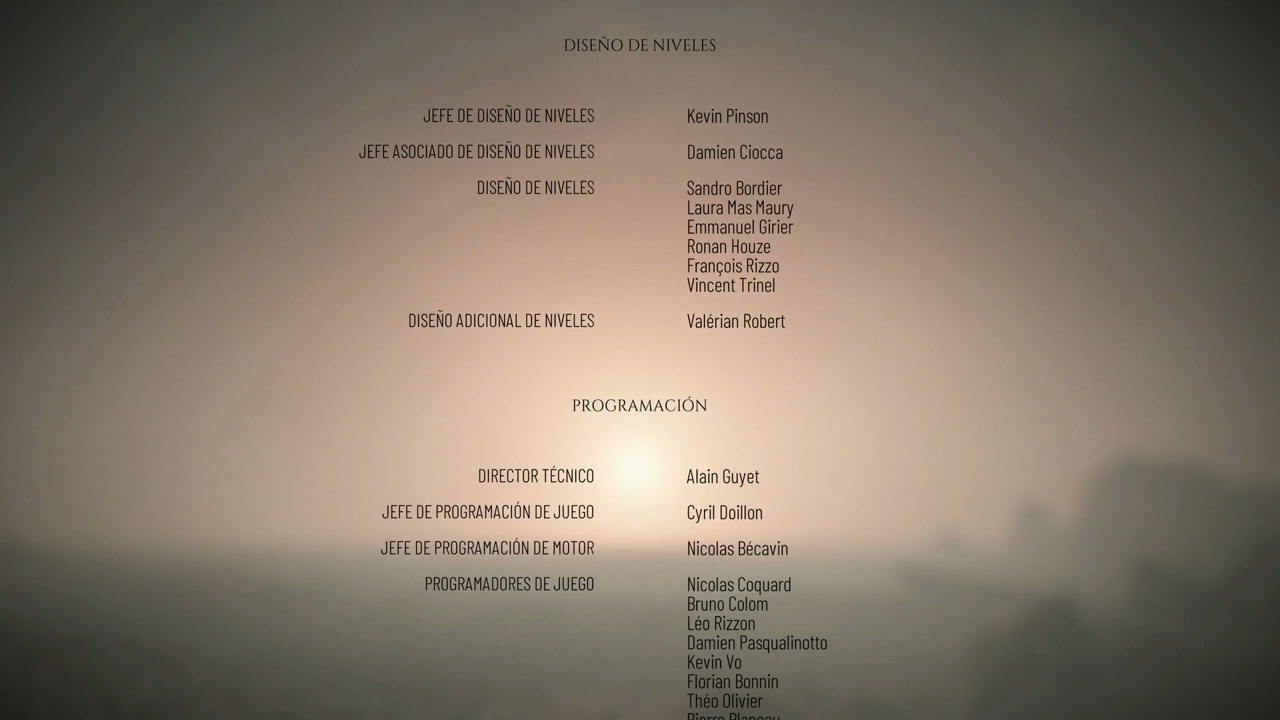 DISEÑO DE NIVELES
JEFE DE DISEÑO DE NIVELES Kevin Pinson
JEFE ASOCIADO DE DISEÑO DE NIVELES Damien Ciocca
DISEÑO DE NIVELES Sandro Bordier
Laura Mas Maury
Emmanuel Girier
Ronan Houze
François Rizzo
Vincent Trinel
DISEÑO ADICIONAL DE NIVELES Valérian Robert
PROGRAMACIÓN
DIRECTOR TÉCNICO Alain Guyet
JEFE DE PROGRAMACIÓN DE JUEGO Cyril Doillon
JEFE DE PROGRAMACIÓN DE MOTOR Nicolas Bécavin
PROGRAMADORES DE JUEGO Nicolas Coquard
Bruno Colom
Léo Rizzon
Damien Pasqualinotto
Kevin Vo
Florian Bonnin
Théo Olivier